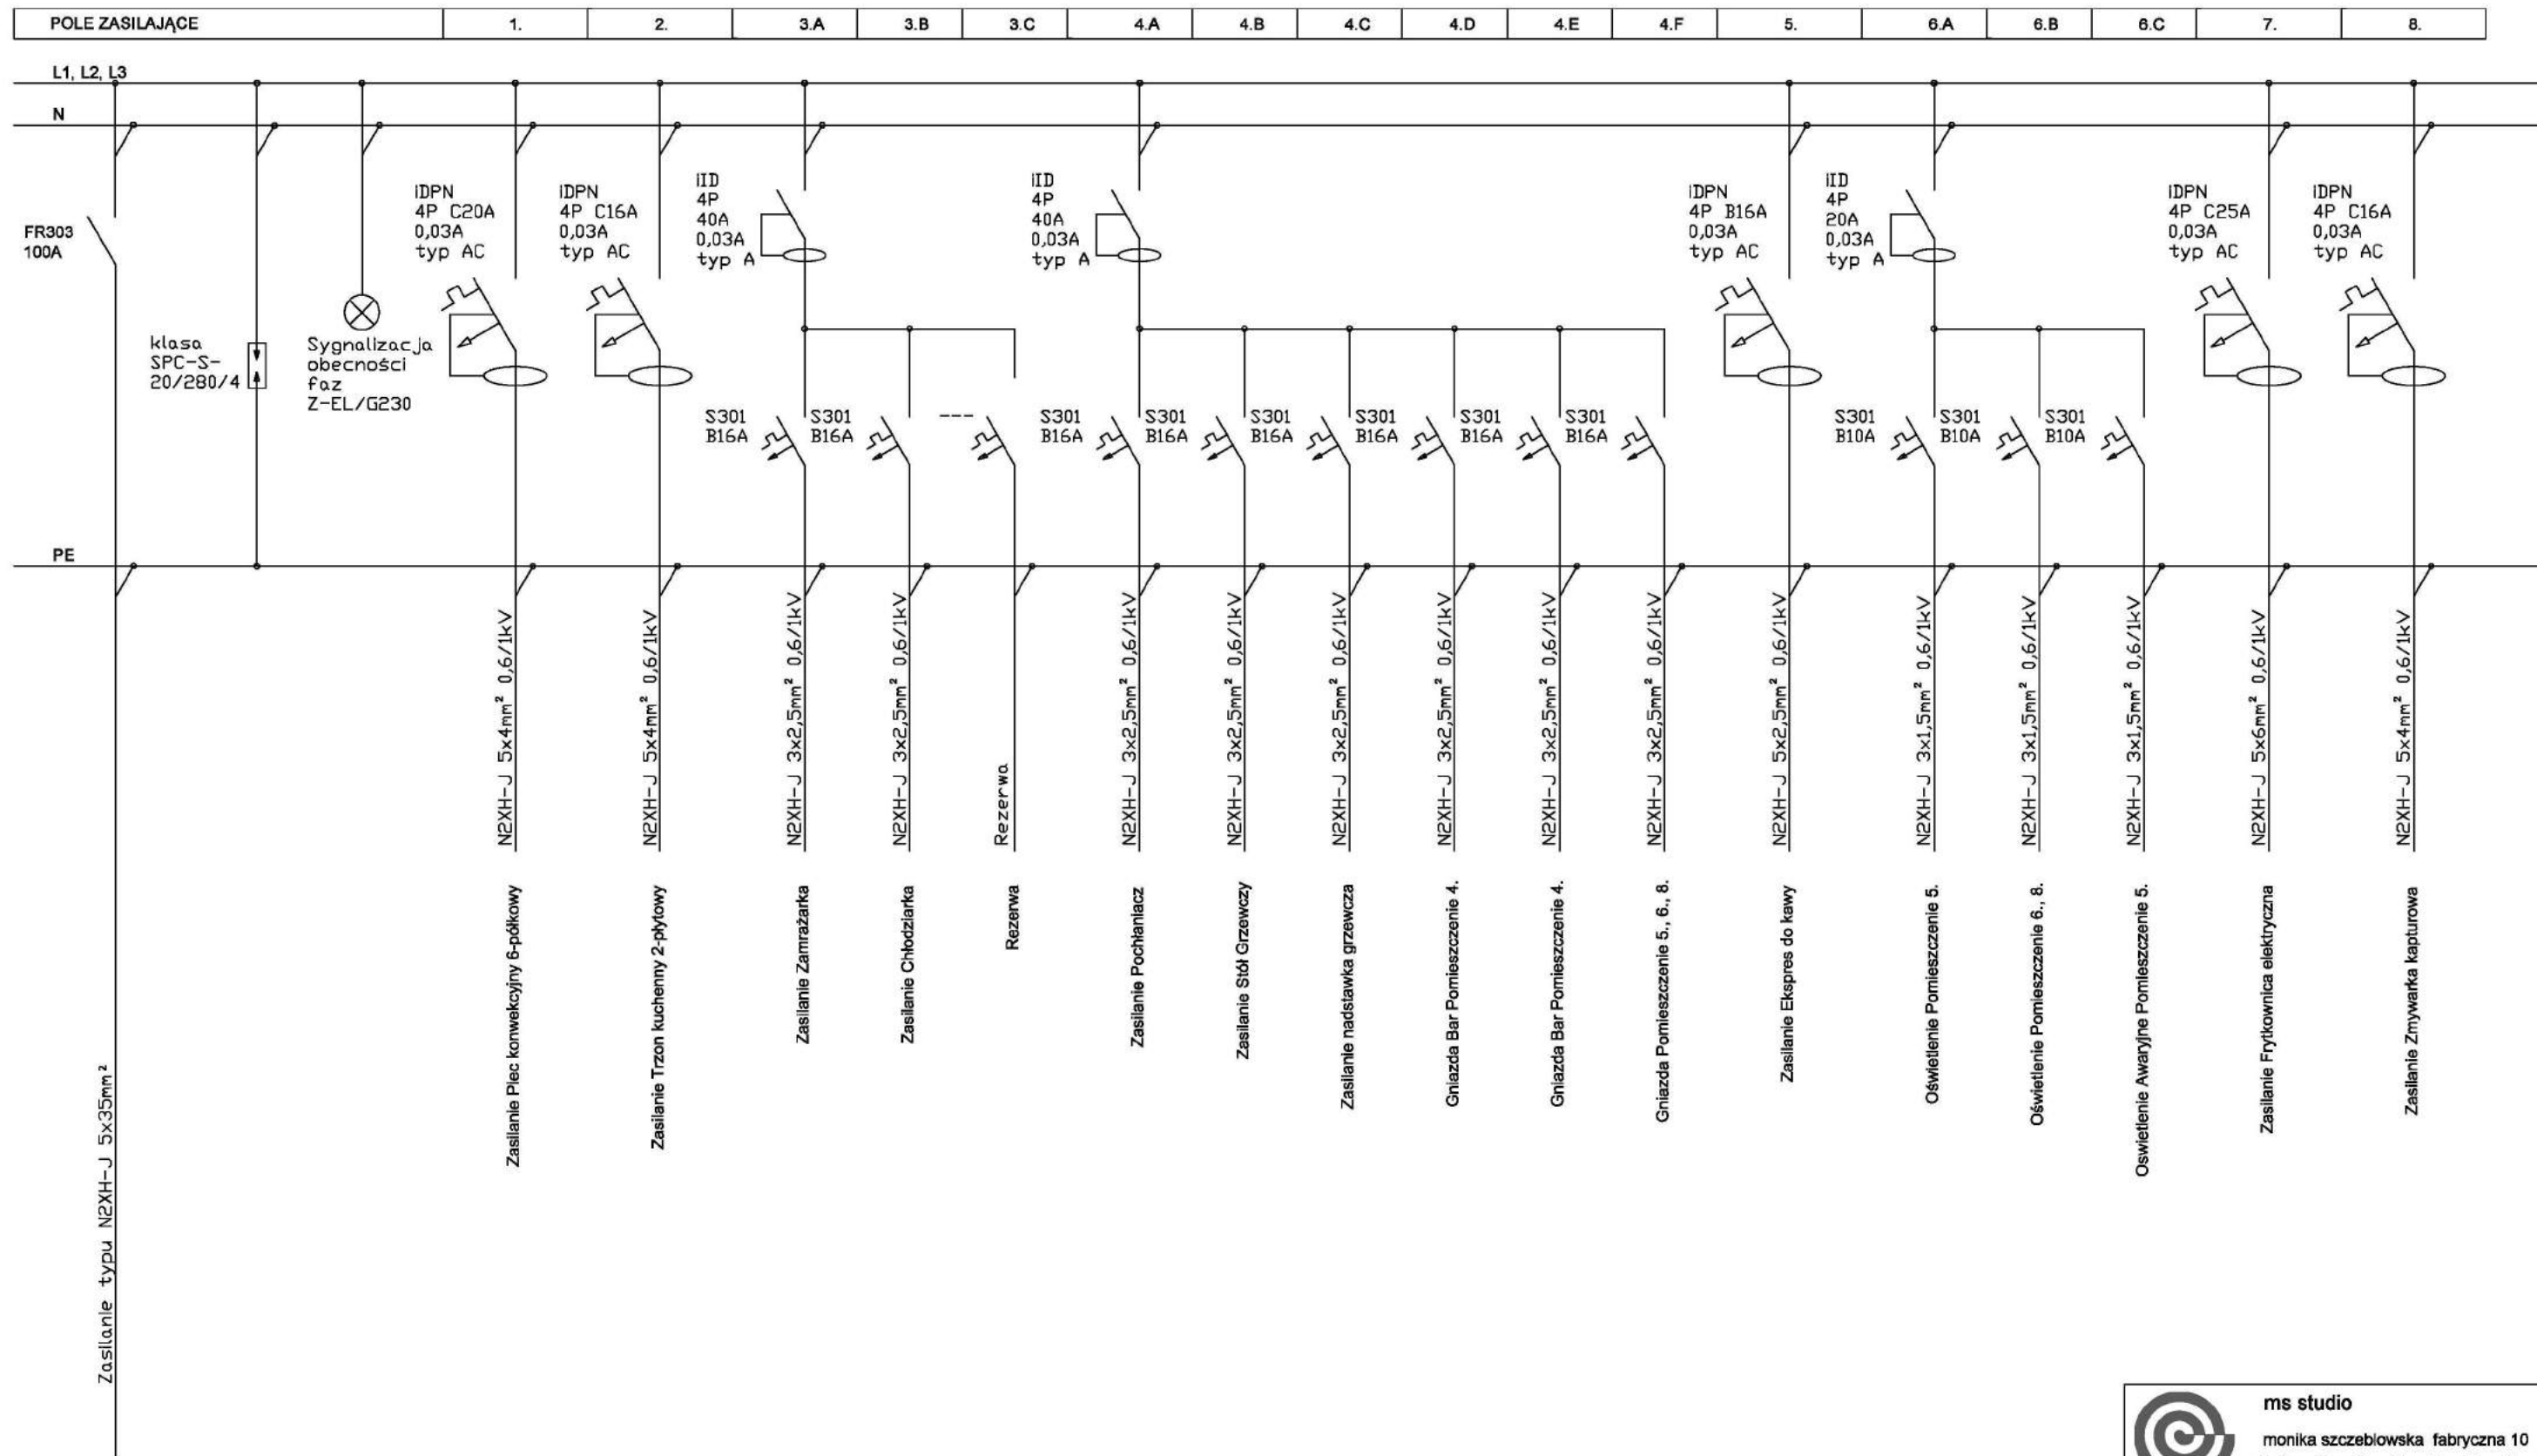 POLE ZASILAJĄCE
1.
2.
3.A
3.B
3.C
4.A
4.B
4.C
4.D
4.E
4.F
5.
6.A
6.B
6.C
7.
8.
L1, L2, L3
N
FR303
100A
klasa
SPC-S-
20/280/4
Sygnalizacja
obecności
faz
Z-EL/G230
iDPN
4P C20A
0,03A
typ AC
iDPN
4P C16A
0,03A
typ AC
iID
4P
40A
0,03A
typ A
iID
4P
40A
0,03A
typ A
iDPN
4P B16A
0,03A
typ AC
iID
4P
20A
0,03A
typ A
iDPN
4P C25A
0,03A
typ AC
iDPN
4P C16A
0,03A
typ AC
S301
B16A
S301
B16A
---
S301
B16A
S301
B16A
S301
B16A
S301
B16A
S301
B16A
S301
B16A
S301
B10A
S301
B10A
S301
B10A
PE
Zasilanie typu N2XH-J 5x35mm²
N2XH-J 5x4mm² 0,6/1kV
N2XH-J 5x4mm² 0,6/1kV
N2XH-J 3x2,5mm² 0,6/1kV
N2XH-J 3x2,5mm² 0,6/1kV
Rezerwa
N2XH-J 3x2,5mm² 0,6/1kV
N2XH-J 3x2,5mm² 0,6/1kV
N2XH-J 3x2,5mm² 0,6/1kV
N2XH-J 3x2,5mm² 0,6/1kV
N2XH-J 3x2,5mm² 0,6/1kV
N2XH-J 3x2,5mm² 0,6/1kV
N2XH-J 5x2,5mm² 0,6/1kV
N2XH-J 3x1,5mm² 0,6/1kV
N2XH-J 3x1,5mm² 0,6/1kV
N2XH-J 3x1,5mm² 0,6/1kV
N2XH-J 5x6mm² 0,6/1kV
N2XH-J 5x4mm² 0,6/1kV
Zasilanie Piec konwekcyjny 6-półkowy
Zasilanie Trzon kuchenny 2-płytowy
Zasilanie Zamrażarka
Zasilanie Chłodziarka
Rezerwa
Zasilanie Pochłaniacz
Zasilanie Stół Grzewczy
Zasilanie nadstawka grzewcza
Gniazda Bar Pomieszczenie 4.
Gniazda Bar Pomieszczenie 4.
Gniazda Pomieszczenie 5., 6., 8.
Zasilanie Ekspres do kawy
Oświetlenie Pomieszczenie 5.
Oświetlenie Pomieszczenie 6., 8.
Oswietlenie Awaryjne Pomieszczenie 5.
Zasilanie Frytkownica elektryczna
Zasilanie Zmywarka kapturowa
ms studio
monika szczeblowska fabryczna 10